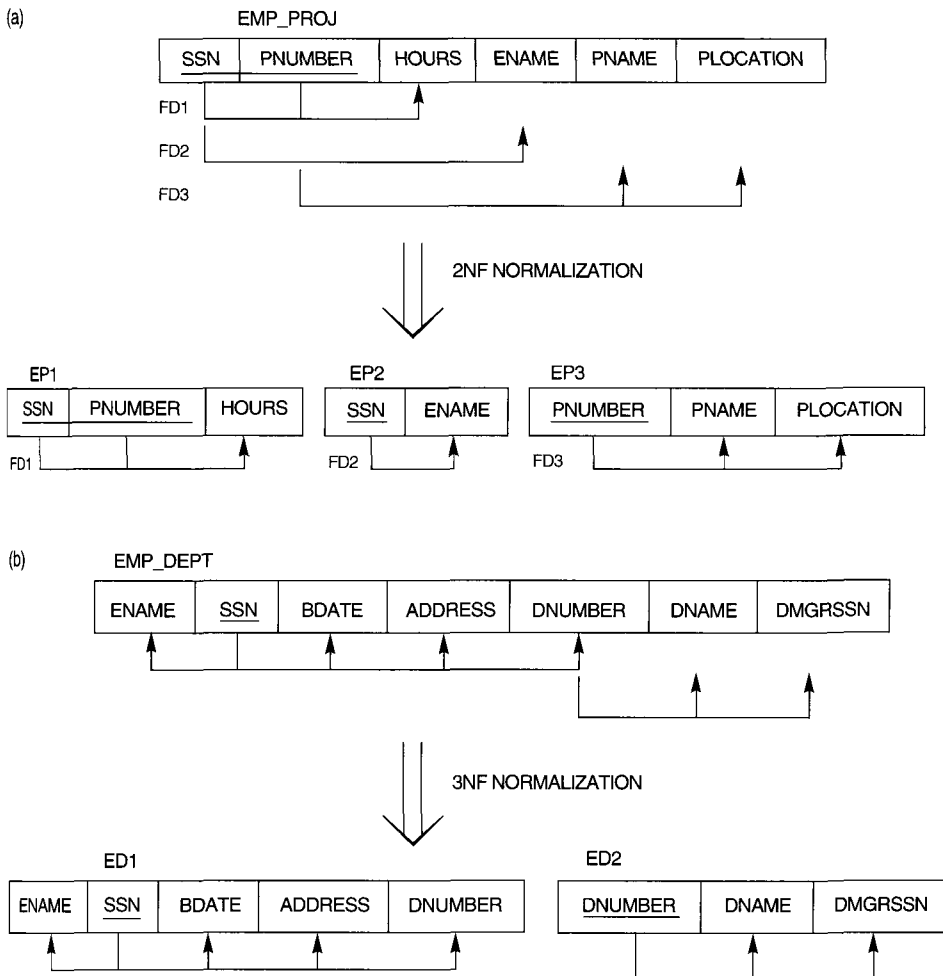 (a)
EMP_PROJ
SSN PNUMBER HOURS ENAME PNAME PLOCATION
FD1
FD2
FD3
2NF NORMALIZATION
EP1
SSN PNUMBER HOURS
FD1
EP2
SSN ENAME
FD2
EP3
PNUMBER PNAME PLOCATION
FD3
(b)
EMP_DEPT
ENAME SSN BDATE ADDRESS DNUMBER DNAME DMGRSSN
3NF NORMALIZATION
ED1
ENAME SSN BDATE ADDRESS DNUMBER
ED2
DNUMBER DNAME DMGRSSN